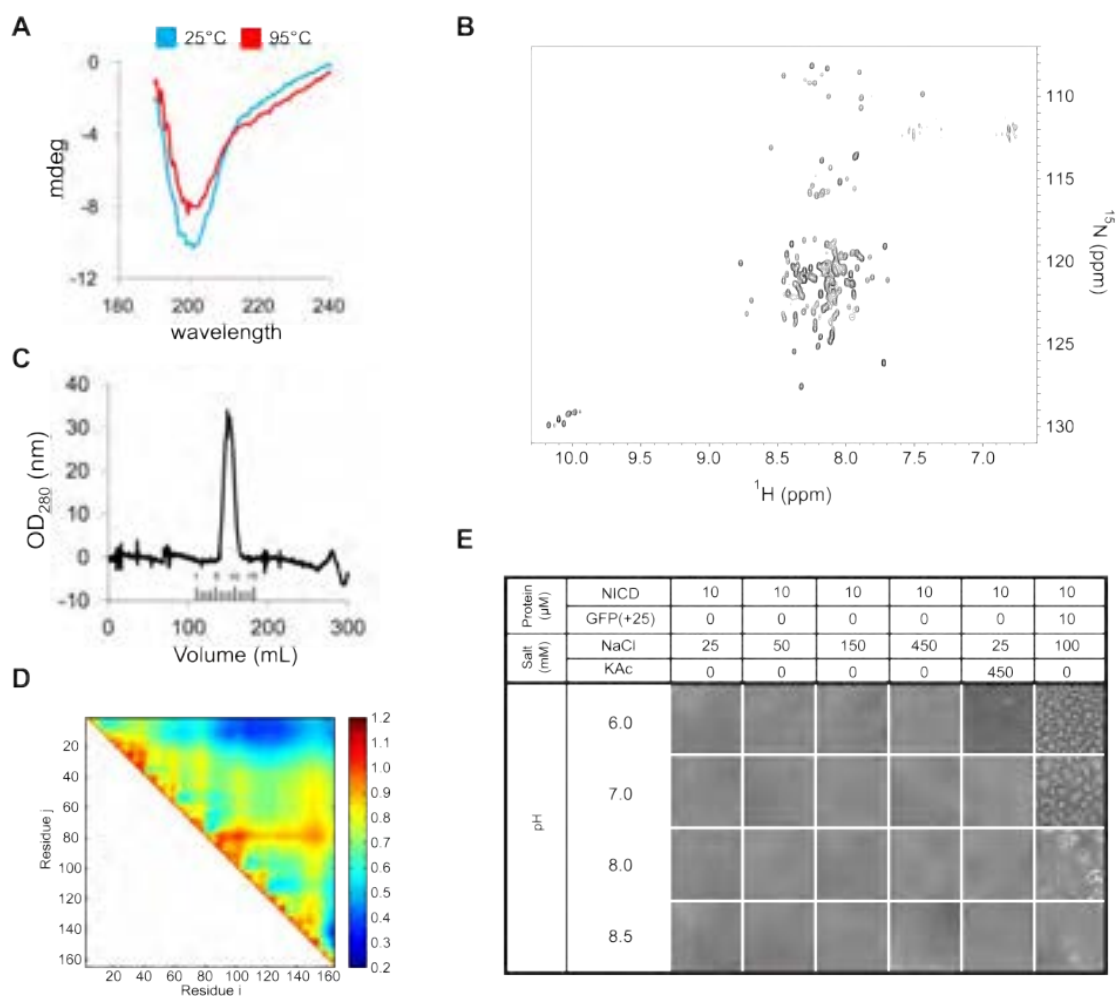 A
25°C 95°C
0
-4
-8
-12
mdeg
180 200 220 240
wavelength
B
110
115
120
125
130
15N (ppm)
10.0 9.5 9.0 8.5 8.0 7.5 7.0
1H (ppm)
C
40
30
20
10
0
-10
OD280 (nm)
0 100 200 300
Volume (mL)
D
20
40
60
80
100
120
140
160
Residue j
20 40 60 80 100 120 140 160
Residue i
1.2
1.1
1.0
0.9
0.8
0.7
0.6
0.5
0.4
0.3
0.2
E
Protein (μM) NICD 10 10 10 10 10 10
GFP(+25) 0 0 0 0 0 10
Salt (mM) NaCl 25 50 150 450 25 100
KAc 0 0 0 0 450 0
pH
6.0
7.0
8.0
8.5